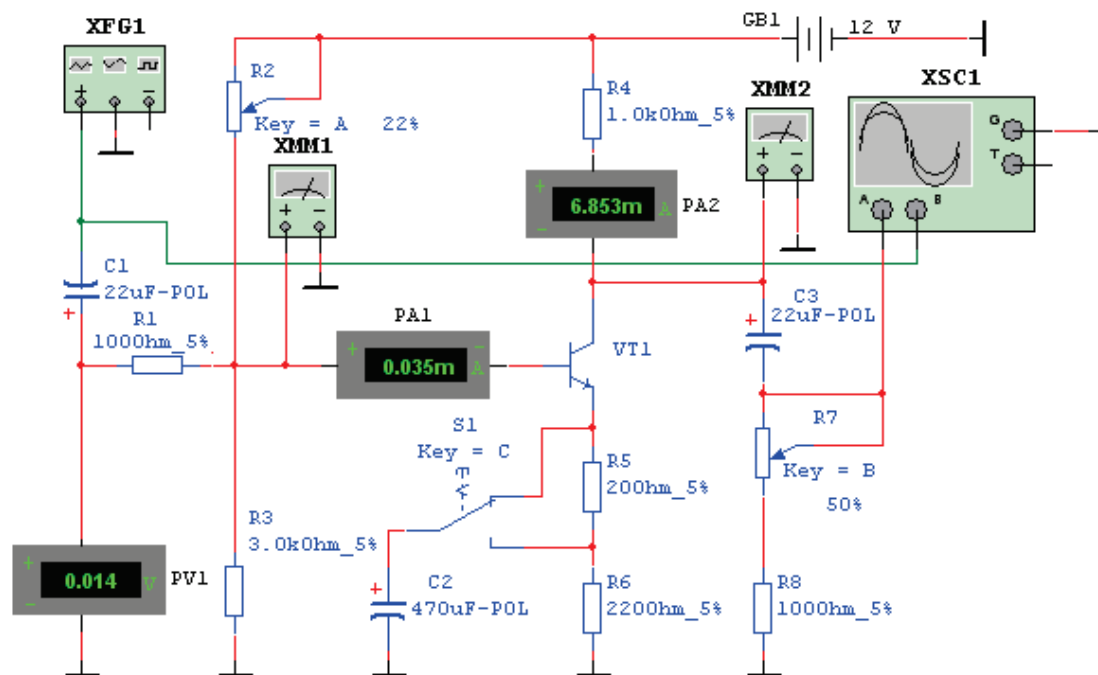 XFG1
GB1
12 V
R2
Key = A 22%
R4
1.0kOhm_5%
XMM2
XSC1
XMM1
G
T
A
B
6.853m
A
PA2
C1
22uF-POL
R1
100Ohm_5%
PA1
0.035m
A
VT1
C3
22uF-POL
S1
Key = C
R5
20Ohm_5%
R7
Key = B
50%
R3
3.0kOhm_5%
0.014
V
PV1
C2
470uF-POL
R6
220Ohm_5%
R8
100Ohm_5%